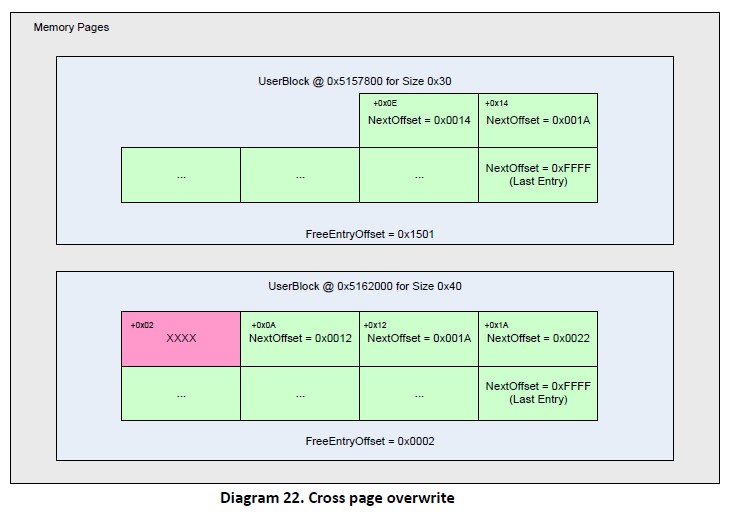 Memory Pages
UserBlock @ 0x5157800 for Size 0x30
+0x0E
NextOffset = 0x0014
+0x14
NextOffset = 0x001A
...
...
...
NextOffset = 0xFFFF
(Last Entry)
FreeEntryOffset = 0x1501
UserBlock @ 0x5162000 for Size 0x40
+0x02
XXXX
+0x0A
NextOffset = 0x0012
+0x12
NextOffset = 0x001A
+0x1A
NextOffset = 0x0022
...
...
...
NextOffset = 0xFFFF
(Last Entry)
FreeEntryOffset = 0x0002
Diagram 22. Cross page overwrite